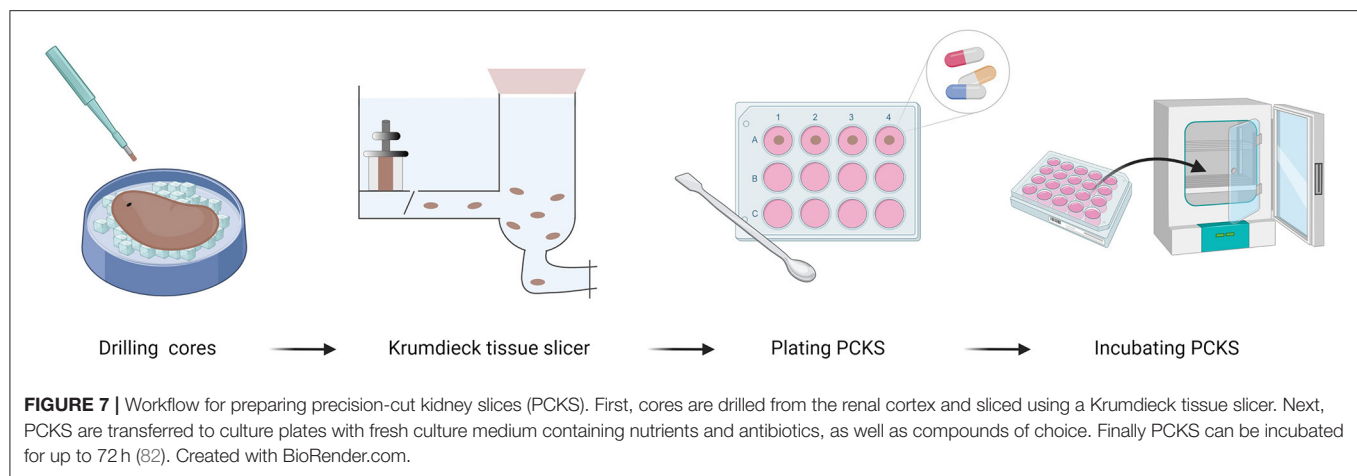 1 2 3 4
A
B
C
Drilling cores
Krumdieck tissue slicer
Plating PCKS
Incubating PCKS
FIGURE 7 | Workflow for preparing precision-cut kidney slices (PCKS). First, cores are drilled from the renal cortex and sliced using a Krumdieck tissue slicer. Next,
PCKS are transferred to culture plates with fresh culture medium containing nutrients and antibiotics, as well as compounds of choice. Finally PCKS can be incubated
for up to 72 h (82). Created with BioRender.com.